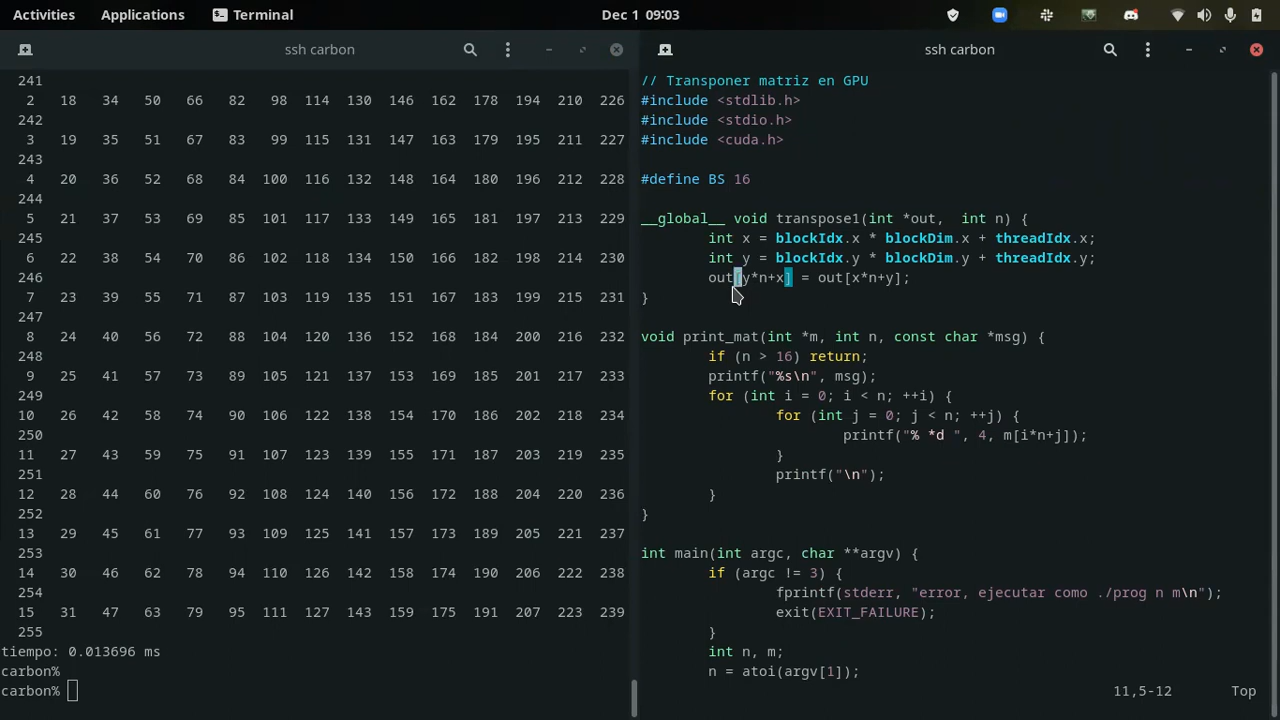 Activities Applications Terminal Dec 1 09:03
ssh carbon
241
2 18 34 50 66 82 98 114 130 146 162 178 194 210 226
242
3 19 35 51 67 83 99 115 131 147 163 179 195 211 227
243
4 20 36 52 68 84 100 116 132 148 164 180 196 212 228
244
5 21 37 53 69 85 101 117 133 149 165 181 197 213 229
245
6 22 38 54 70 86 102 118 134 150 166 182 198 214 230
246
7 23 39 55 71 87 103 119 135 151 167 183 199 215 231
247
8 24 40 56 72 88 104 120 136 152 168 184 200 216 232
248
9 25 41 57 73 89 105 121 137 153 169 185 201 217 233
249
10 26 42 58 74 90 106 122 138 154 170 186 202 218 234
250
11 27 43 59 75 91 107 123 139 155 171 187 203 219 235
251
12 28 44 60 76 92 108 124 140 156 172 188 204 220 236
252
13 29 45 61 77 93 109 125 141 157 173 189 205 221 237
253
14 30 46 62 78 94 110 126 142 158 174 190 206 222 238
254
15 31 47 63 79 95 111 127 143 159 175 191 207 223 239
255
tiempo: 0.013696 ms
carbon%
carbon%
ssh carbon
// Transponer matriz en GPU
#include <stdlib.h>
#include <stdio.h>
#include <cuda.h>
#define BS 16
__global__ void transpose1(int *out,  int n) {
int x = blockIdx.x * blockDim.x + threadIdx.x;
int y = blockIdx.y * blockDim.y + threadIdx.y;
out[y*n+x] = out[x*n+y];
}
void print_mat(int *m, int n, const char *msg) {
if (n > 16) return;
printf("%s\n", msg);
for (int i = 0; i < n; ++i) {
for (int j = 0; j < n; ++j) {
printf("% *d ", 4, m[i*n+j]);
}
printf("\n");
}
}
int main(int argc, char **argv) {
if (argc != 3) {
fprintf(stderr, "error, ejecutar como ./prog n m\n");
exit(EXIT_FAILURE);
}
int n, m;
n = atoi(argv[1]);
11,5-12 Top